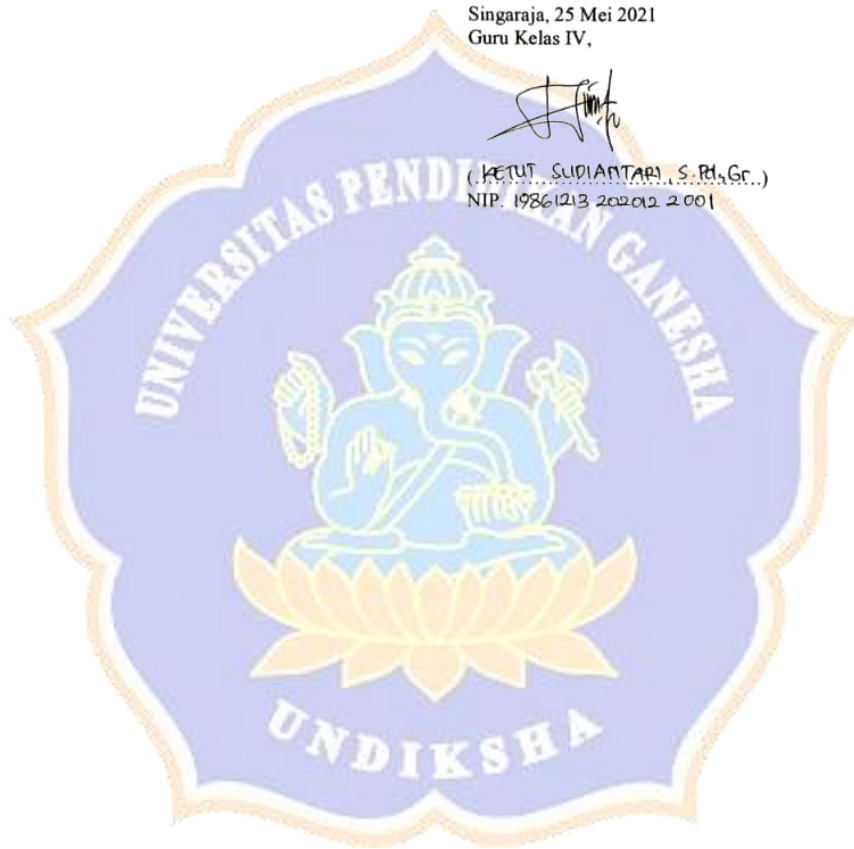 Singaraja, 25 Mei 2021
Guru Kelas IV,
( KETUT SUDIANTARI, S.Pd., Gr. )
NIP. 19861213 202012 2 001
UNIVERSITAS PENDIDIKAN GANESHA
UNDIKSHA